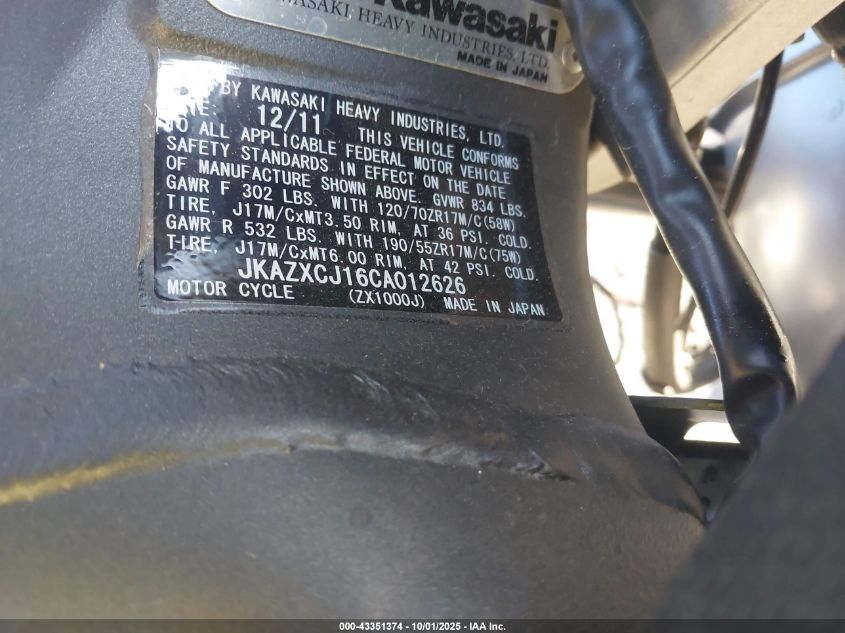 Kawasaki
KAWASAKI HEAVY INDUSTRIES, LTD.
MADE IN JAPAN
BY KAWASAKI HEAVY INDUSTRIES, LTD.
12/11 THIS VEHICLE CONFORMS
TO ALL APPLICABLE FEDERAL MOTOR VEHICLE
SAFETY STANDARDS IN EFFECT ON THE DATE
OF MANUFACTURE SHOWN ABOVE. GVWR 834 LBS.
GAWR F 302 LBS. WITH 120/70ZR17M/C(58W)
TIRE, J17M/CxMT3.50 RIM, AT 36 PSI. COLD.
GAWR R 532 LBS. WITH 190/55ZR17M/C(75W)
TIRE, J17M/CxMT6.00 RIM, AT 42 PSI. COLD.
JKAZXCJ16CA012626
MOTOR CYCLE (ZX1000J) MADE IN JAPAN
000-43351374 - 10/01/2025 - IAA Inc.